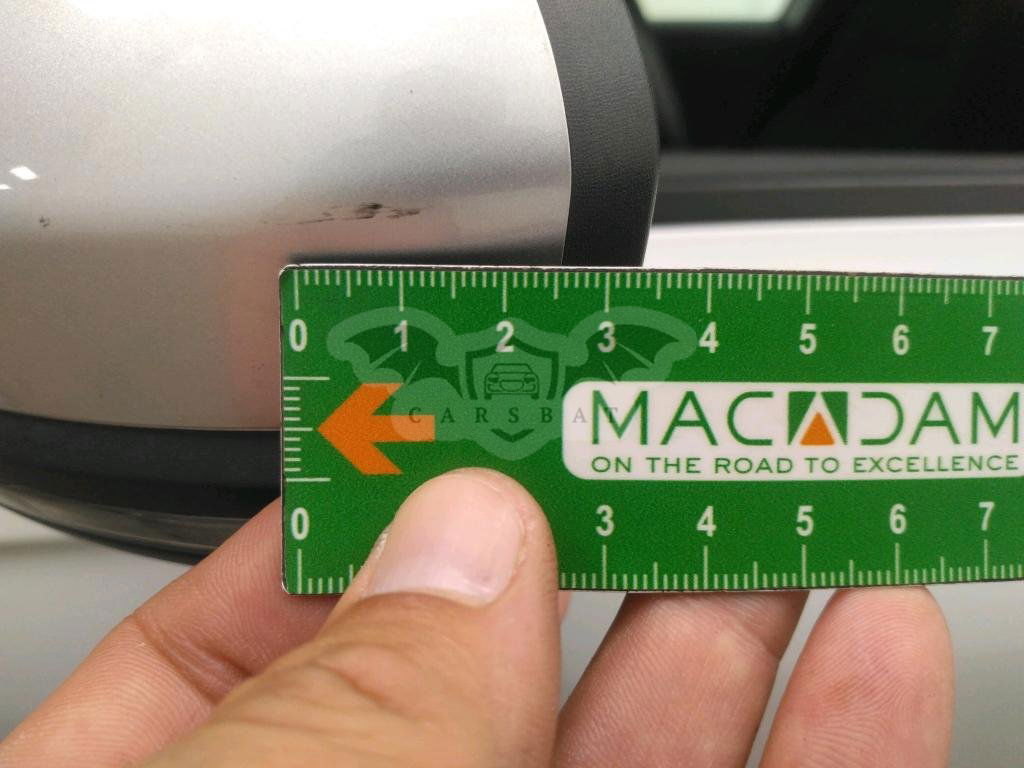 0 1 2 3 4 5 6 7
CARSBAT
MACADAM
ON THE ROAD TO EXCELLENCE
0 3 4 5 6 7